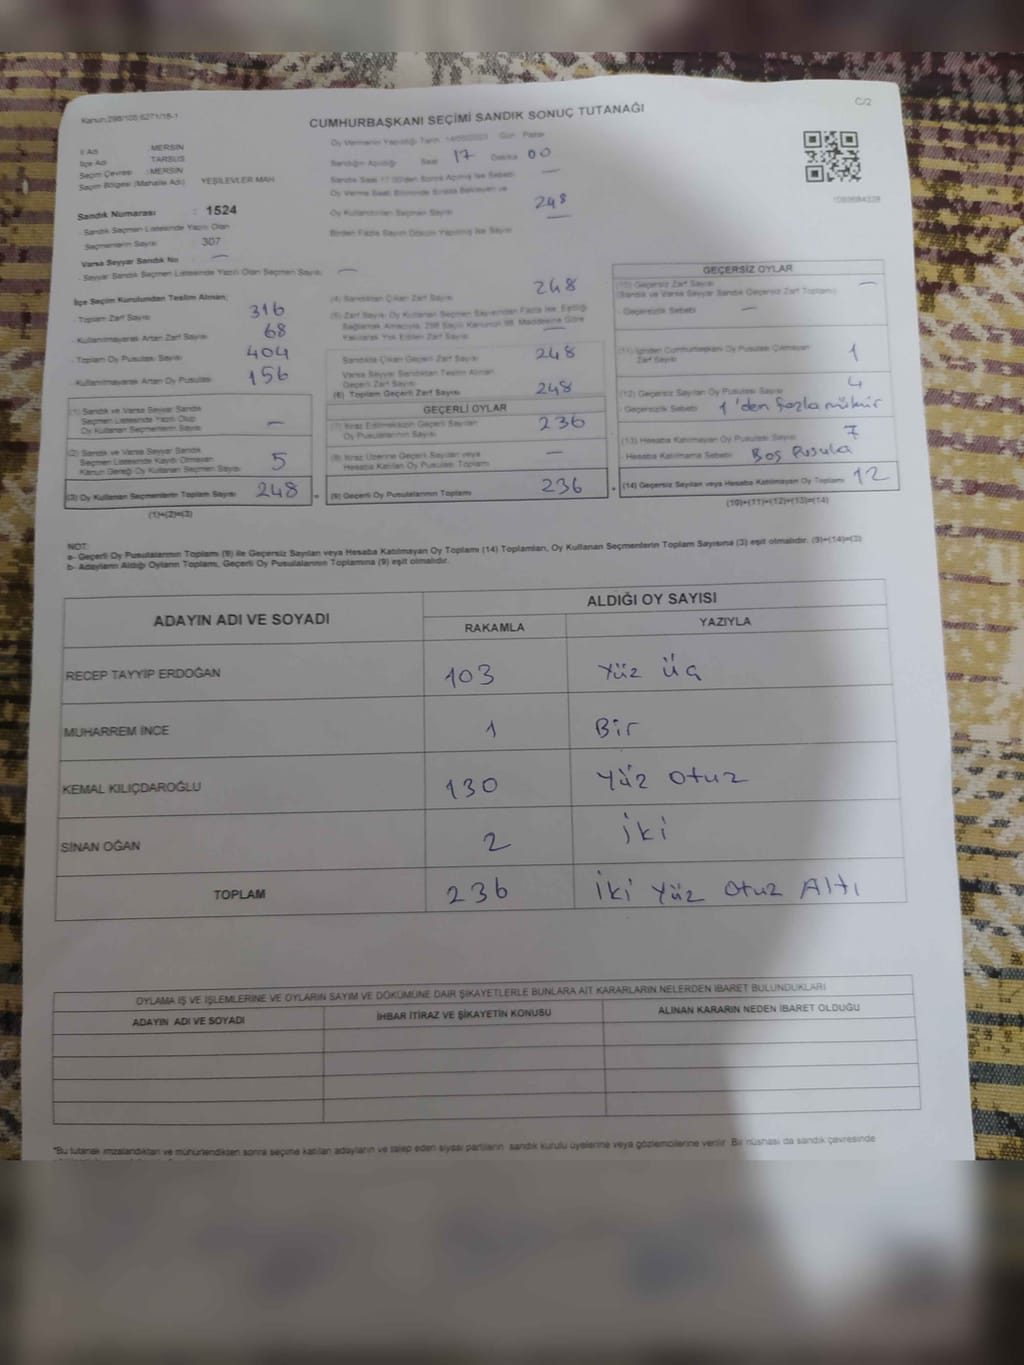 Kanun:298/105,6271/18-1
C/2
CUMHURBAŞKANI SEÇİMİ SANDIK SONUÇ TUTANAĞI
İl Adı MERSİN
İlçe Adı TARSUS
Seçim Çevresi :MERSİN
Seçim Bölgesi (Mahalle Adı) YEŞİLEVLER MAH
Sandık Numarası : 1524
- Sandık Seçmen Listesinde Yazılı Olan
Seçmenlerin Sayısı 307
Varsa Seyyar Sandık No —
- Seyyar Sandık Seçmen Listesinde Yazılı Olan Seçmen Sayısı: —
Oy Vermenin Yapıldığı Tarih 14/05/2023 Gün: Pazar
Sandığın Açıldığı Saat 17 Dakika 00
Sandık Saat 17:00'den Sonra Açılmış İse Sebebi —
Oy Verme Saati Bitiminde Sırada Bekleyen ve
Oy Kullandırılan Seçmen Sayısı 248
Birden Fazla Sayım Döküm Yapılmış İse Sayısı —
İlçe Seçim Kurulundan Teslim Alınan;
- Toplam Zarf Sayısı 316
- Kullanılmayarak Artan Zarf Sayısı 68
- Toplam Oy Pusulası Sayısı 404
- Kullanılmayarak Artan Oy Pusulası 156
(1) Sandık ve Varsa Seyyar Sandık
Seçmen Listesinde Yazılı Olup
Oy Kullanan Seçmenlerin Sayısı —
(2) Sandık ve Varsa Seyyar Sandık
Seçmen Listesinde Kaydı Olmayan
Kanun Gereği Oy Kullanan Seçmen Sayısı 5
(3) Oy Kullanan Seçmenlerin Toplam Sayısı 248
(1)+(2)=(3)
(4) Sandıktan Çıkan Zarf Sayısı 248
(5) Zarf Sayısı Oy Kullanan Seçmen Sayısından Fazla İse, Eşitliği
Sağlamak Amacıyla, 298 Sayılı Kanunun 98. Maddesine Göre
Yakılarak Yok Edilen Zarf Sayısı —
Sandıkta Çıkan Geçerli Zarf Sayısı 248
Varsa Seyyar Sandıktan Teslim Alınan
Geçerli Zarf Sayısı
(6) Toplam Geçerli Zarf Sayısı 248
GEÇERLİ OYLAR
(7) İtiraz Edilmeksizin Geçerli Sayılan
Oy Pusulalarının Sayısı 236
(8) İtiraz Üzerine Geçerli Sayılan veya
Hesaba Katılan Oy Pusulası Toplam —
(9) Geçerli Oy Pusulalarının Toplamı 236
GEÇERSİZ OYLAR
(10) Geçersiz Zarf Sayısı
(Sandık ve Varsa Seyyar Sandık Geçersiz Zarf Toplamı) —
- Geçersizlik Sebebi —
(11) İçinden Cumhurbaşkanı Oy Pusulası Çıkmayan
Zarf Sayısı 1
(12) Geçersiz Sayılan Oy Pusulası Sayısı 4
- Geçersizlik Sebebi 1'den fazla mühür
(13) Hesaba Katılmayan Oy Pusulası Sayısı 7
- Hesaba Katılmama Sebebi Boş Pusula
(14) Geçersiz Sayılan veya Hesaba Katılmayan Oy Toplamı 12
(10)+(11)+(12)+(13)=(14)
NOT:
a- Geçerli Oy Pusulalarının Toplamı (9) ile Geçersiz Sayılan veya Hesaba Katılmayan Oy Toplamı (14) Toplamları, Oy Kullanan Seçmenlerin Toplam Sayısına (3) eşit olmalıdır. (9)+(14)=(3)
b- Adayların Aldığı Oyların Toplamı, Geçerli Oy Pusulalarının Toplamına (9) eşit olmalıdır.
ADAYIN ADI VE SOYADI ALDIĞI OY SAYISI
RAKAMLA YAZIYLA
RECEP TAYYİP ERDOĞAN 103 Yüz üç
MUHARREM İNCE 1 Bir
KEMAL KILIÇDAROĞLU 130 Yüz Otuz
SİNAN OĞAN 2 İki
TOPLAM 236 İki Yüz Otuz Altı
OYLAMA İŞ VE İŞLEMLERİNE VE OYLARIN SAYIM VE DÖKÜMÜNE DAİR ŞİKAYETLERLE BUNLARA AİT KARARLARIN NELERDEN İBARET BULUNDUKLARI
ADAYIN ADI VE SOYADI İHBAR İTİRAZ VE ŞİKAYETİN KONUSU ALINAN KARARIN NEDEN İBARET OLDUĞU
*Bu tutanak imzalandıktan ve mühürlendikten sonra seçime katılan adayların ve talep eden siyasi partilerin sandık kurulu üyelerine veya gözlemcilerine verilir. Bir nüshası da sandık çevresinde